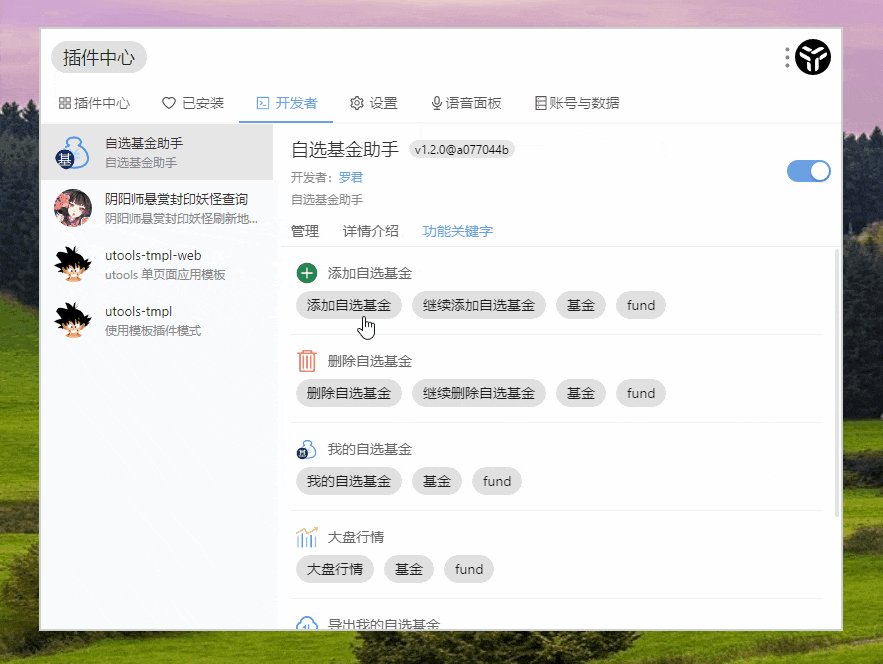 插件中心
插件中心 已安装 开发者 设置 语音面板 账号与数据
自选基金助手
自选基金助手
阴阳师悬赏封印妖怪查询
阴阳师悬赏封印妖怪刷新地...
utools-tmpl-web
utools 单页面应用模板
utools-tmpl
使用模板插件模式
自选基金助手 v1.2.0@a077044b
开发者: 罗君
自选基金助手
管理 详情介绍 功能关键字
添加自选基金
添加自选基金 继续添加自选基金 基金 fund
删除自选基金
删除自选基金 继续删除自选基金 基金 fund
我的自选基金
我的自选基金 基金 fund
大盘行情
大盘行情 基金 fund
导出我的自选基金
基